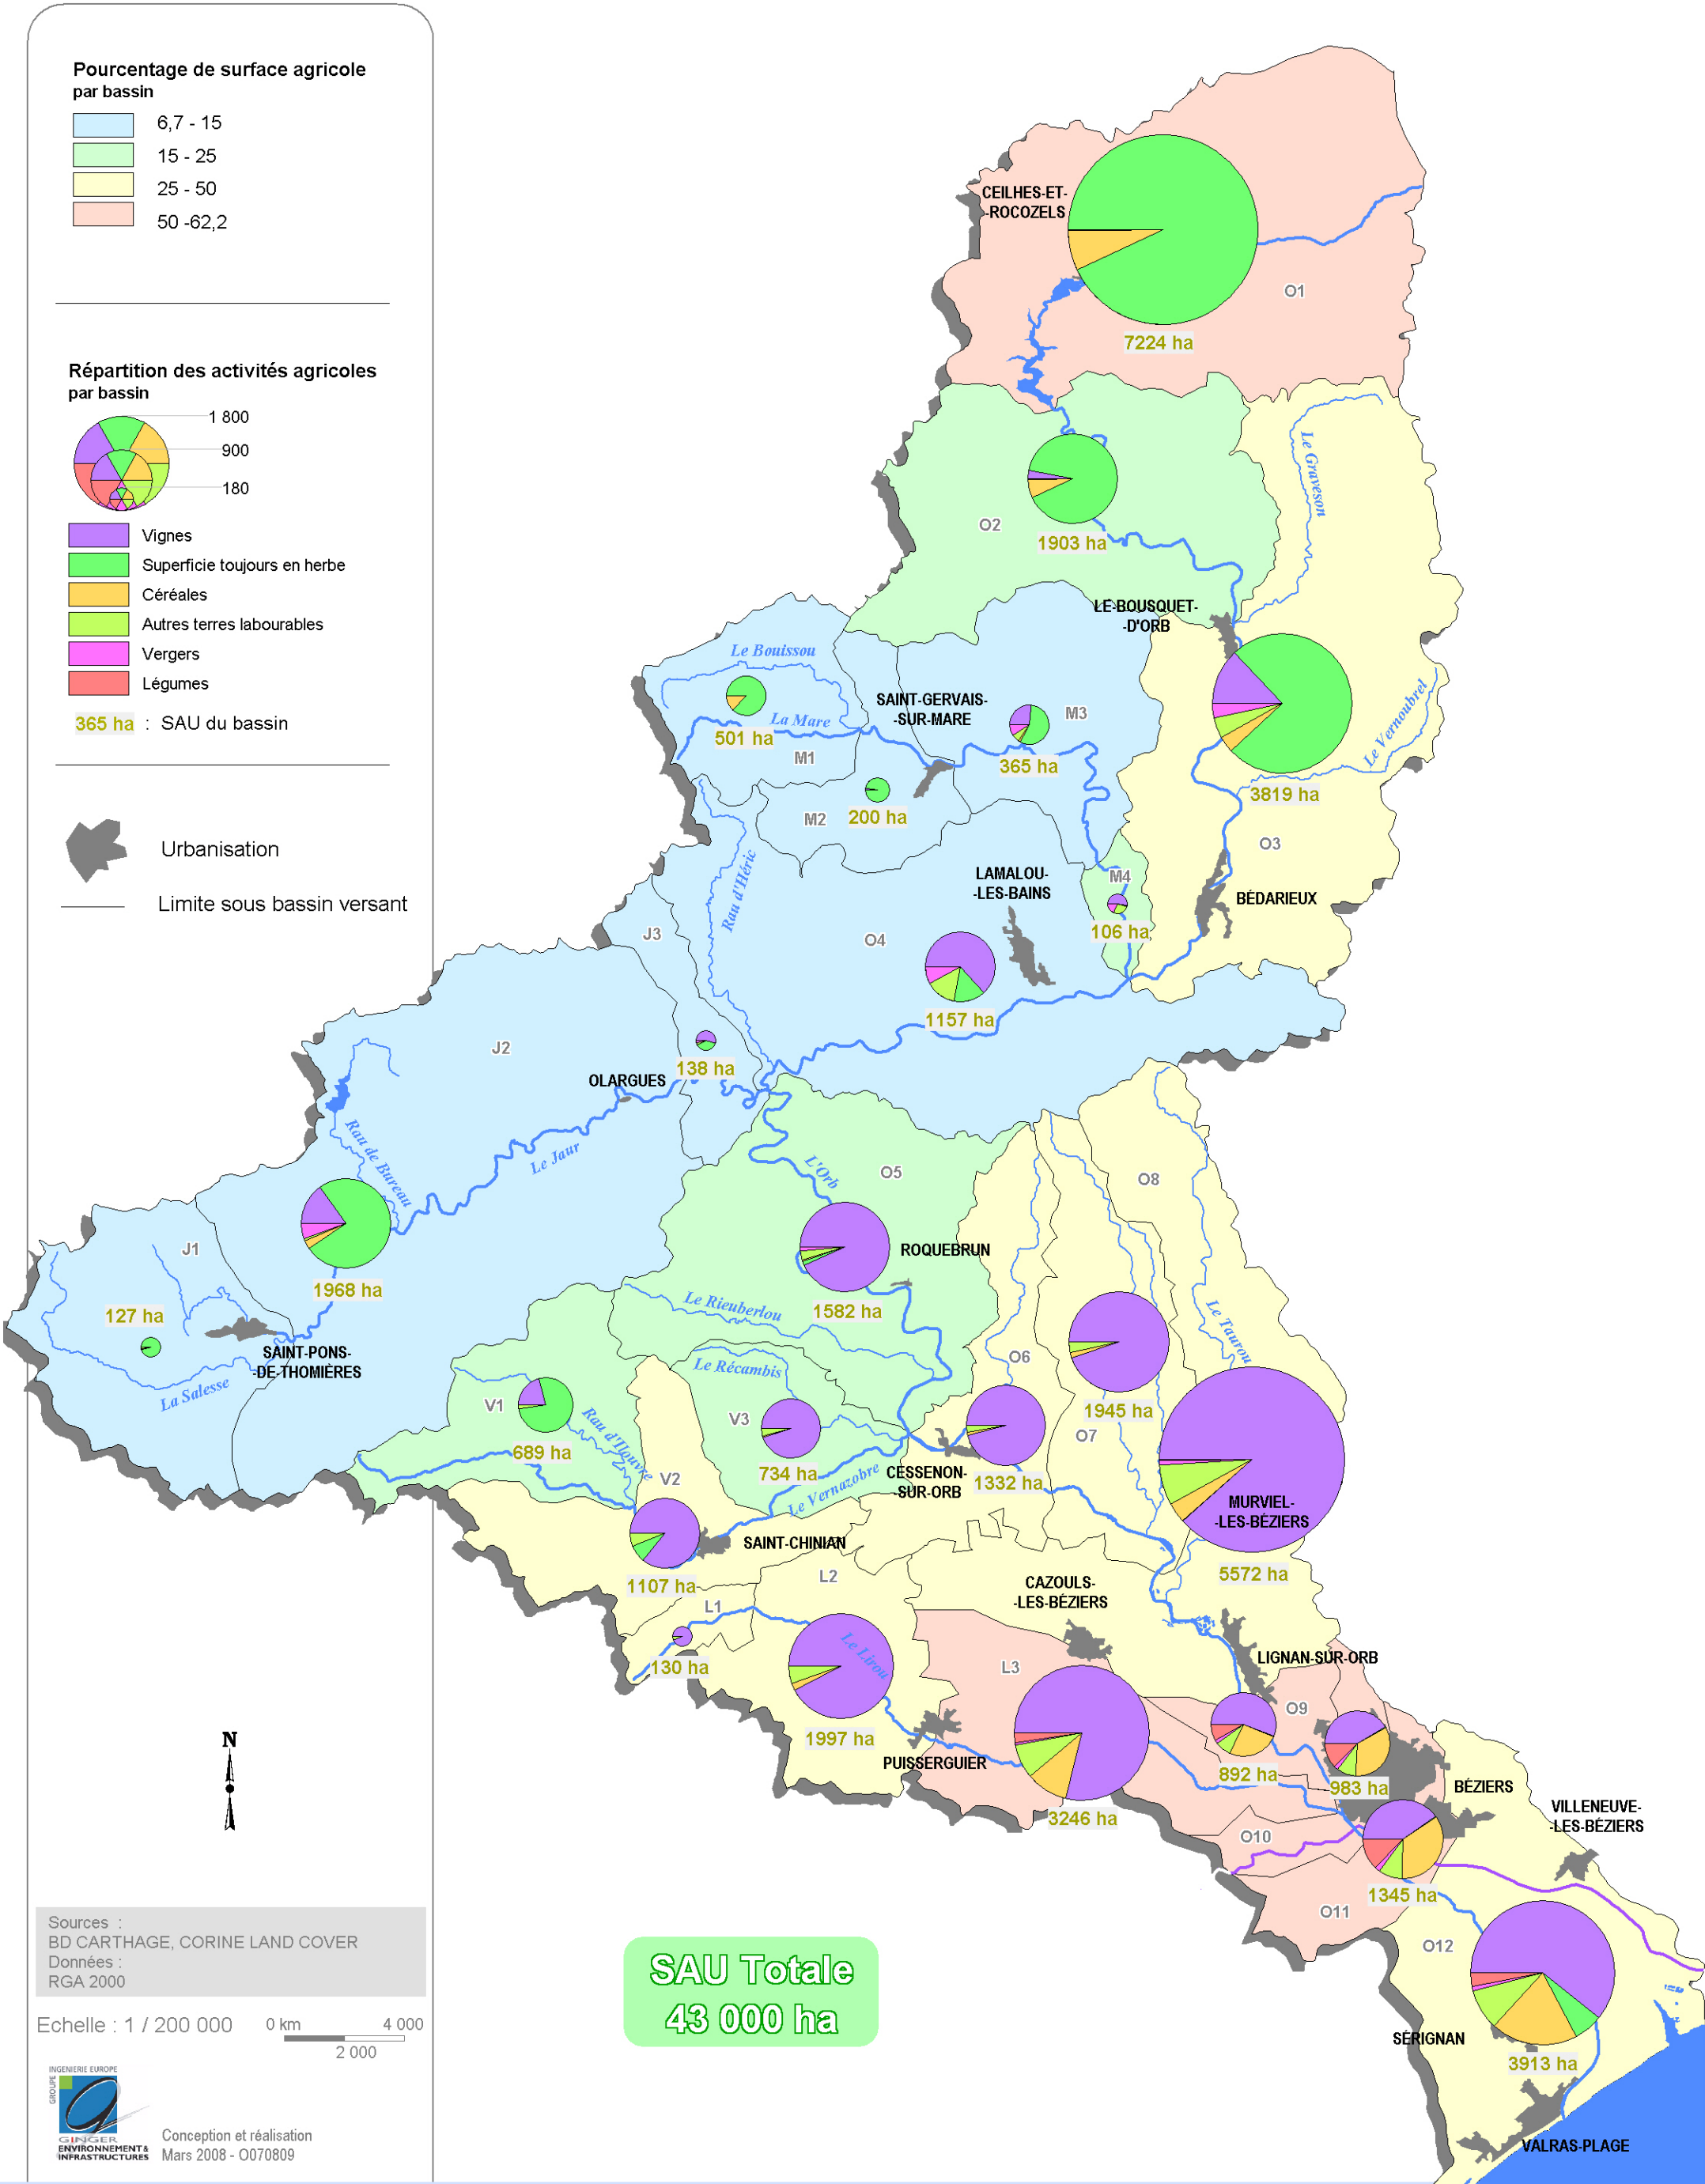 Pourcentage de surface agricole
par bassin
6,7 - 15
15 - 25
25 - 50
50 -62,2
Répartition des activités agricoles
par bassin
1 800
900
180
Vignes
Superficie toujours en herbe
Céréales
Autres terres labourables
Vergers
Légumes
365 ha : SAU du bassin
Urbanisation
Limite sous bassin versant
N
Sources :
BD CARTHAGE, CORINE LAND COVER
Données :
RGA 2000
Echelle : 1 / 200 000
0 km
4 000
2 000
INGENIERIE EUROPE
GROUPE
GINGER
ENVIRONNEMENT &
INFRASTRUCTURES
Conception et réalisation
Mars 2008 - O070809
CEILHES-ET-
-ROCOZELS
O1
7224 ha
Le Graveson
O2
1903 ha
LE-BOUSQUET-
-D'ORB
Le Bouissou
SAINT-GERVAIS-
-SUR-MARE
M3
La Mare
501 ha
M1
365 ha
Le Vernoubrel
3819 ha
M2
200 ha
O3
Rau d'Héric
LAMALOU-
-LES-BAINS
M4
BÉDARIEUX
106 ha
J3
O4
1157 ha
J2
138 ha
OLARGUES
Rau de Bureau
Le Jaur
L'Orb
O5
O8
J1
1968 ha
127 ha
ROQUEBRUN
1582 ha
SAINT-PONS-
-DE-THOMIÈRES
La Salesse
Le Rieuberlou
Le Taurou
O6
Le Récambis
V1
V3
1945 ha
O7
689 ha
Rau d'Ilouvre
734 ha
V2
Le Vernazobre
CESSENON-
-SUR-ORB
1332 ha
MURVIEL-
-LES-BÉZIERS
SAINT-CHINIAN
5572 ha
1107 ha
L2
CAZOULS-
-LES-BÉZIERS
L1
130 ha
Le Lirou
L3
LIGNAN-SUR-ORB
O9
1997 ha
PUISSERGUIER
892 ha
983 ha
BÉZIERS
3246 ha
VILLENEUVE-
-LES-BÉZIERS
O10
1345 ha
O11
O12
SAU Totale
43 000 ha
SÉRIGNAN
3913 ha
VALRAS-PLAGE